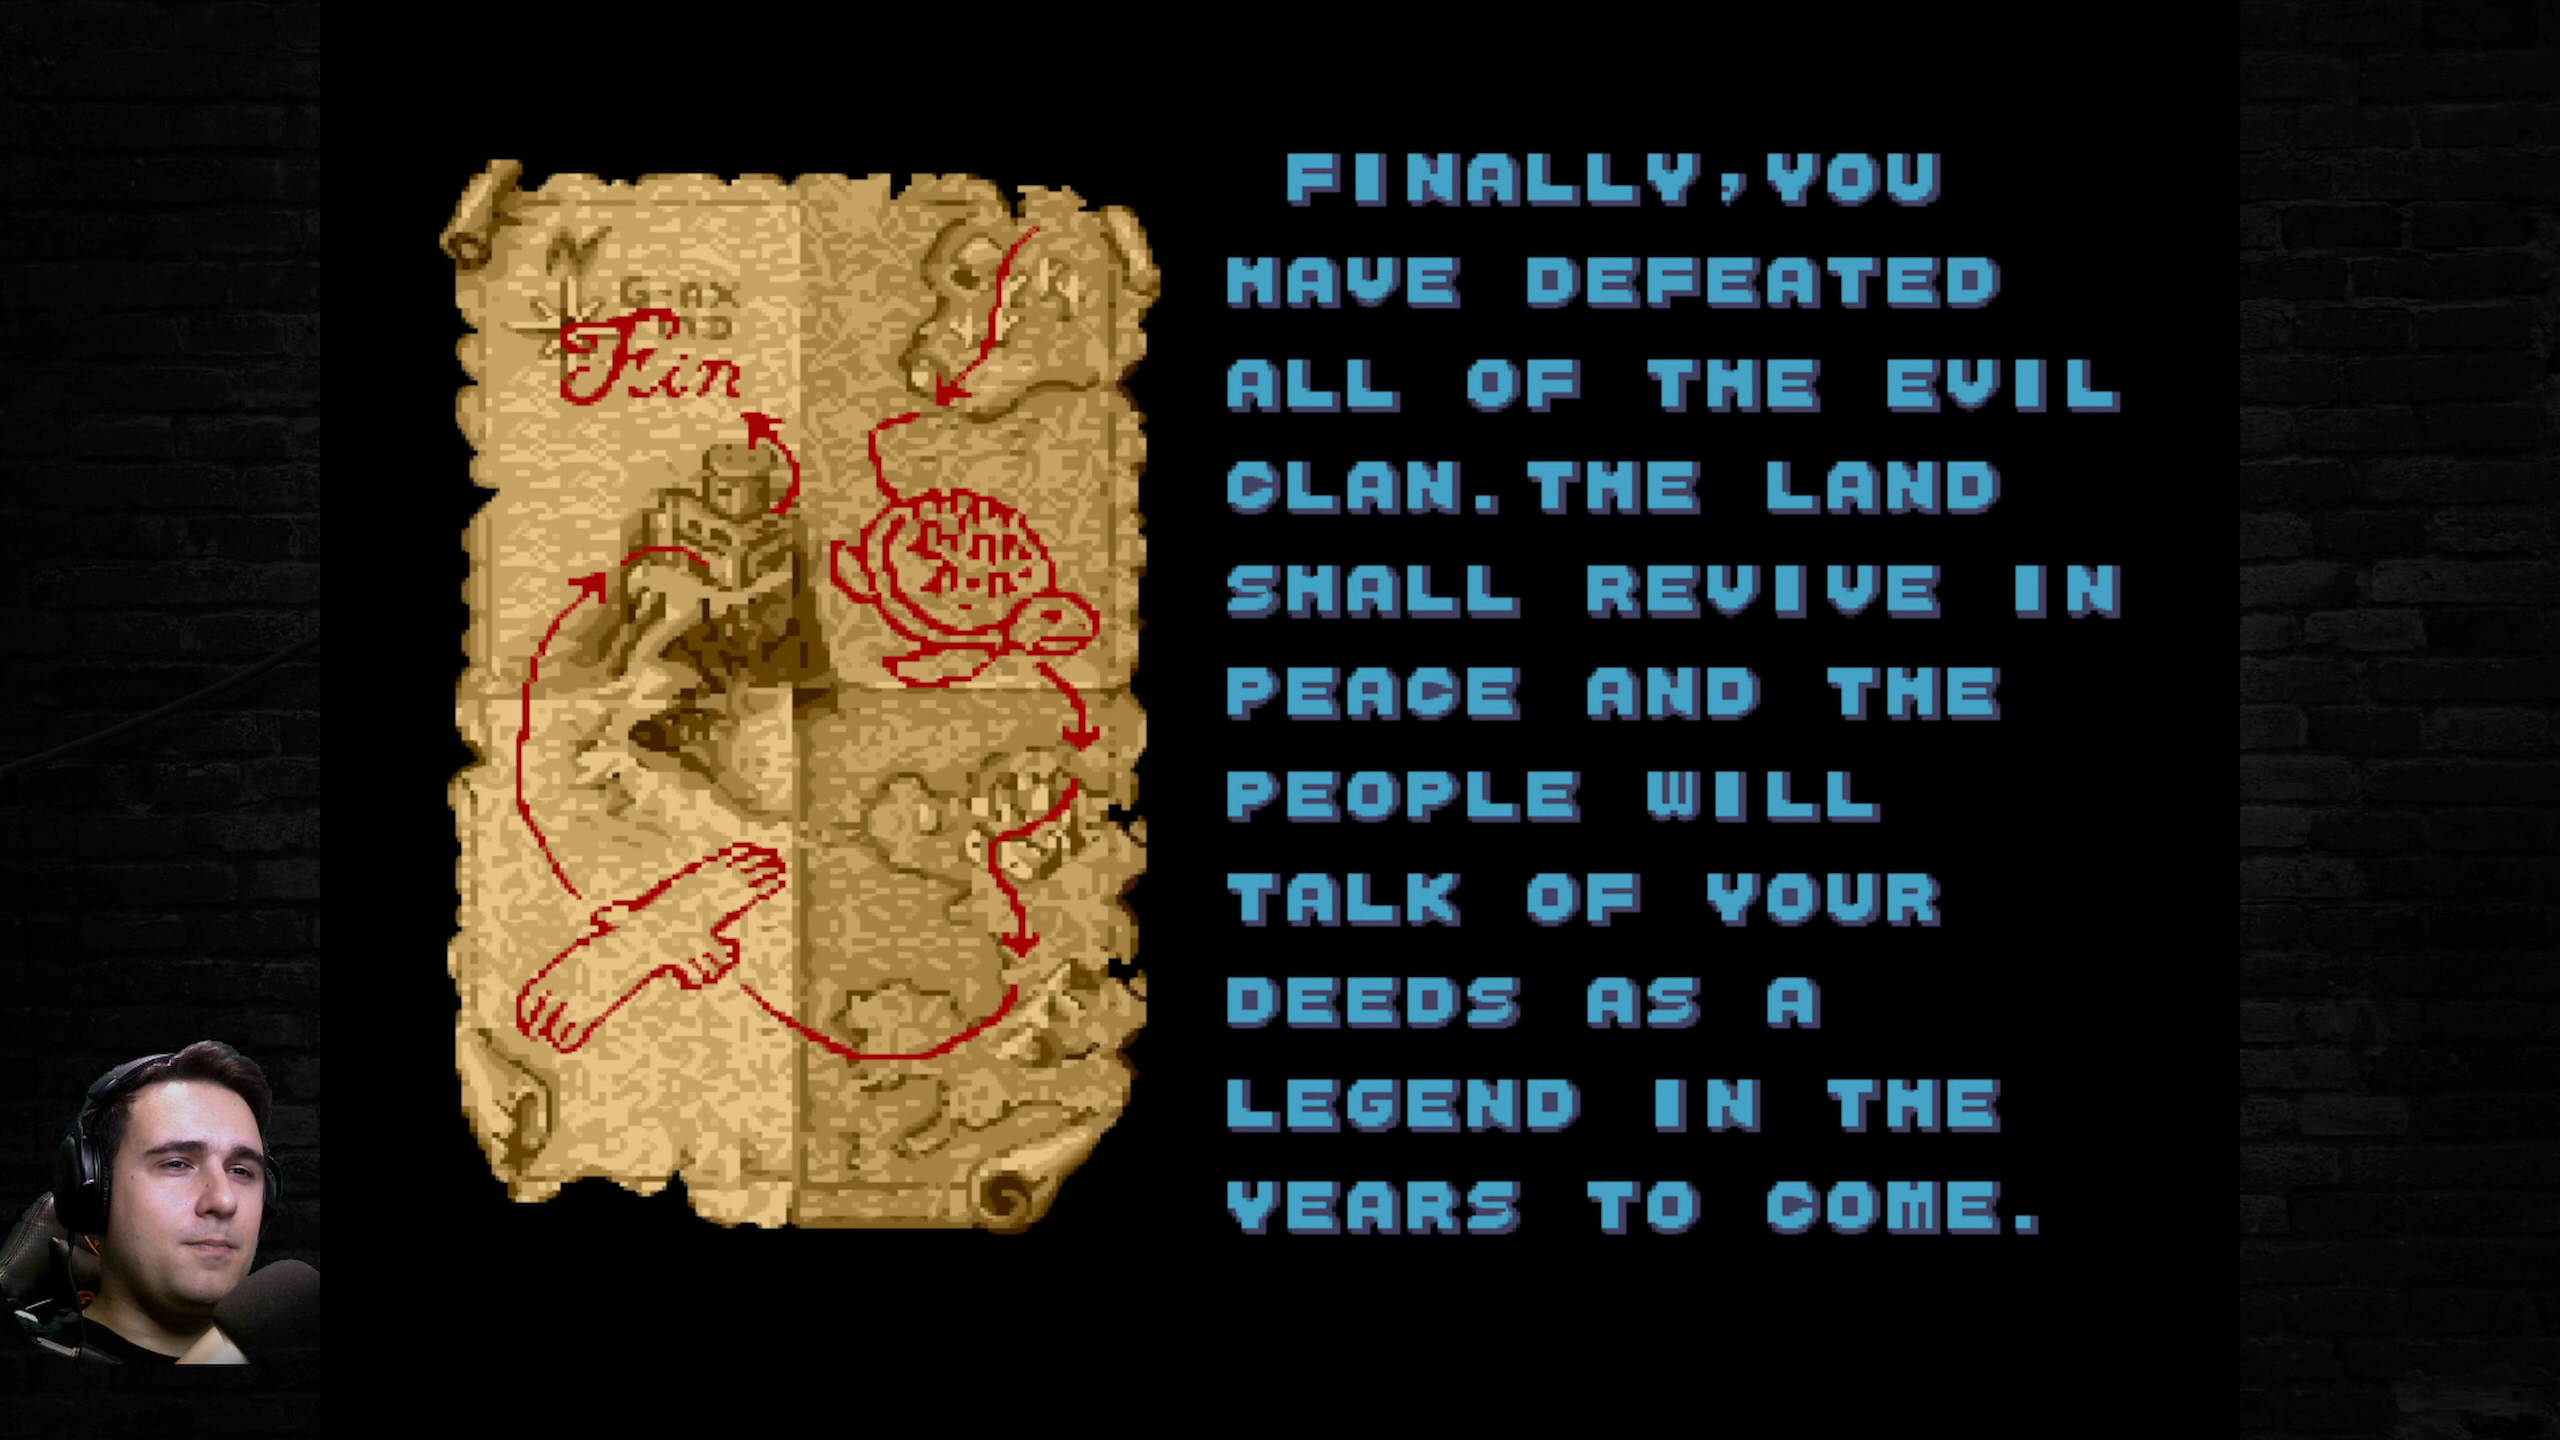 N
G-AX
Fin
FINALLY,YOU
HAVE DEFEATED
ALL OF THE EVIL
CLAN.THE LAND
SHALL REVIVE IN
PEACE AND THE
PEOPLE WILL
TALK OF YOUR
DEEDS AS A
LEGEND IN THE
YEARS TO COME.